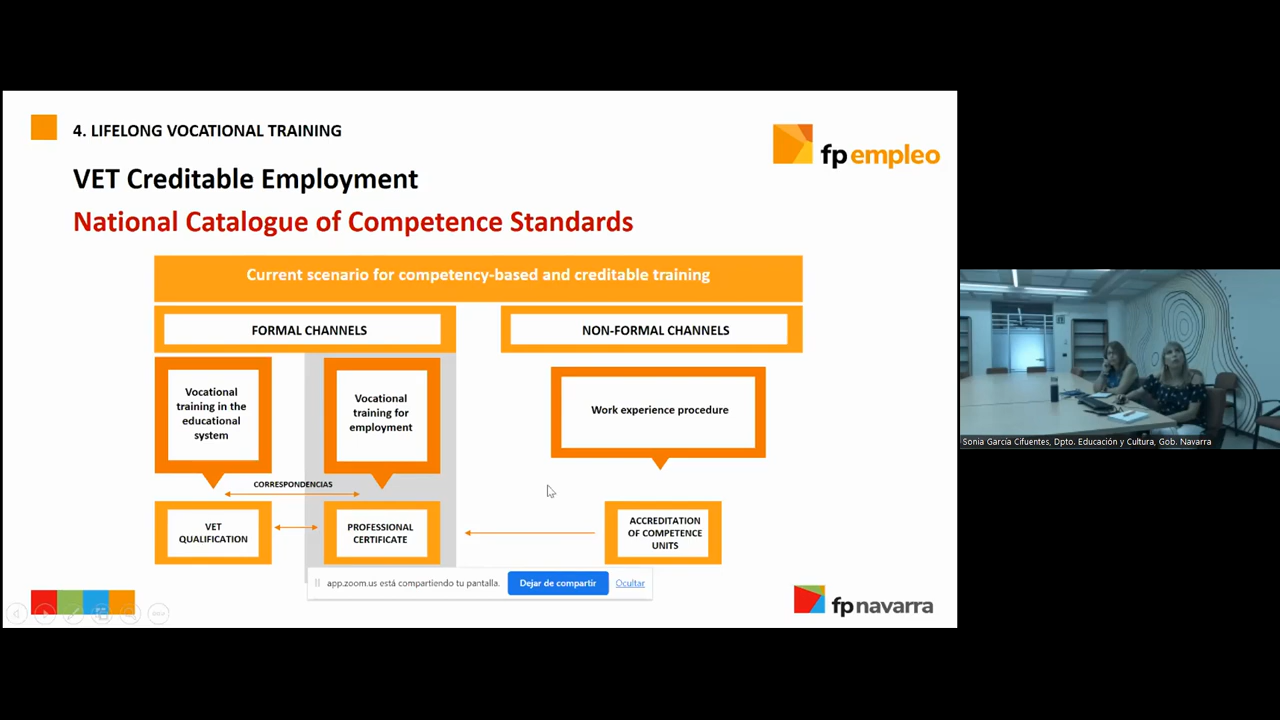 4. LIFELONG VOCATIONAL TRAINING
fp empleo
VET Creditable Employment
National Catalogue of Competence Standards
Current scenario for competency-based and creditable training
FORMAL CHANNELS
NON-FORMAL CHANNELS
Vocational
training in the
educational
system
Vocational
training for
employment
Work experience procedure
CORRESPONDENCIAS
VET
QUALIFICATION
PROFESSIONAL
CERTIFICATE
ACCREDITATION
OF COMPETENCE
UNITS
app.zoom.us está compartiendo tu pantalla.
Dejar de compartir
Ocultar
fp navarra
Sonia García Cifuentes, Dpto. Educación y Cultura, Gob. Navarra